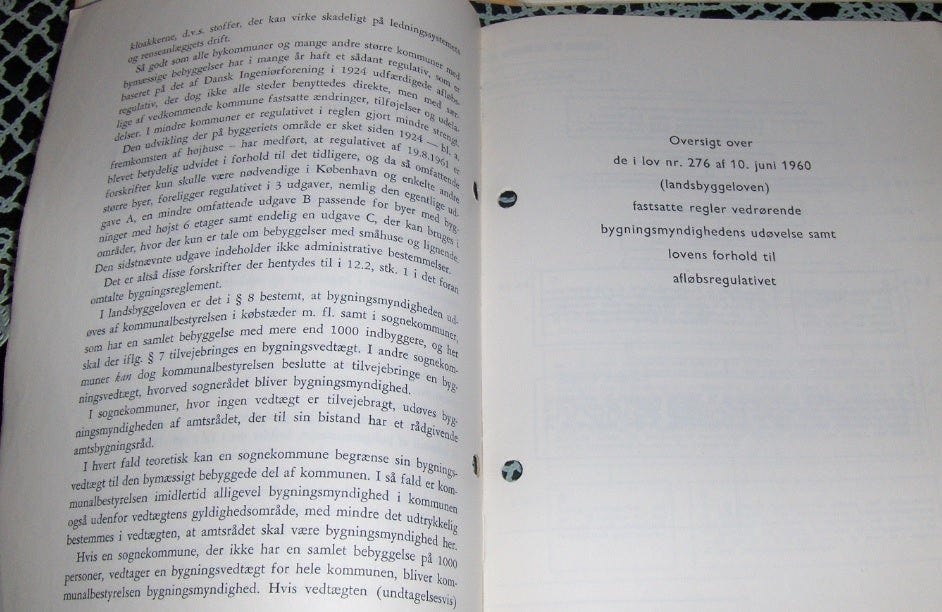 kloakkerne, d.v.s. stoffer, der kan virke skadeligt på ledningssystemets
og renseanlæggets drift.
Så godt som alle bykommuner og mange andre større kommuner med
bymæssige bebyggelser har i mange år haft et sådant regulativ, som er
baseret på det af Dansk Ingeniørforening i 1924 udfærdigede afløbs-
regulativ, der dog ikke alle steder benyttedes direkte, men med sær-
lige af vedkommende kommune fastsatte ændringer, tilføjelser og udela-
delser. I mindre kommuner er regulativet i reglen gjort mindre strengt.
Den udvikling der på byggeriets område er sket siden 1924 — bl. a.
fremkomsten af højhuse – har medført, at regulativet af 19.8.1961 er
blevet betydelig udvidet i forhold til det tidligere, og da så omfattende
forskrifter kun skulle være nødvendige i København og enkelte andre
større byer, foreligger regulativet i 3 udgaver, nemlig den egentlige ud-
gave A, en mindre omfattende udgave B passende for byer med byg-
ninger med højst 6 etager samt endelig en udgave C, der kan bruges i
områder, hvor der kun er tale om bebyggelser med småhuse og lignende.
Den sidstnævnte udgave indeholder ikke administrative bestemmelser.
Det er altså disse forskrifter der hentydes til i 12.2, stk. 1 i det foran
omtalte bygningsreglement.
I landsbyggeloven er det i § 8 bestemt, at bygningsmyndigheden ud-
øves af kommunalbestyrelsen i købstæder m. fl. samt i sognekommuner,
som har en samlet bebyggelse med mere end 1000 indbyggere, og her
skal der iflg. § 7 tilvejebringes en bygningsvedtægt. I andre sognekom-
muner kan dog kommunalbestyrelsen beslutte at tilvejebringe en byg-
ningsvedtægt, hvorved sognerådet bliver bygningsmyndighed.
I sognekommuner, hvor ingen vedtægt er tilvejebragt, udøves byg-
ningsmyndigheden af amtsrådet, der til sin bistand har et rådgivende
amtsbygningsråd.
I hvert fald teoretisk kan en sognekommune begrænse sin bygnings-
vedtægt til den bymæssigt bebyggede del af kommunen. I så fald er kom-
munalbestyrelsen imidlertid alligevel bygningsmyndighed i kommunen
også udenfor vedtægtens gyldighedsområde, med mindre det udtrykkelig
bestemmes i vedtægten, at amtsrådet skal være bygningsmyndighed her.
Hvis en sognekommune, der ikke har en samlet bebyggelse på 1000
personer, vedtager en bygningsvedtægt for hele kommunen, bliver kom-
munalbestyrelsen bygningsmyndighed. Hvis vedtægten (undtagelsesvis)
Oversigt over
de i lov nr. 276 af 10. juni 1960
(landsbyggeloven)
fastsatte regler vedrørende
bygningsmyndighedens udøvelse samt
lovens forhold til
afløbsregulativet